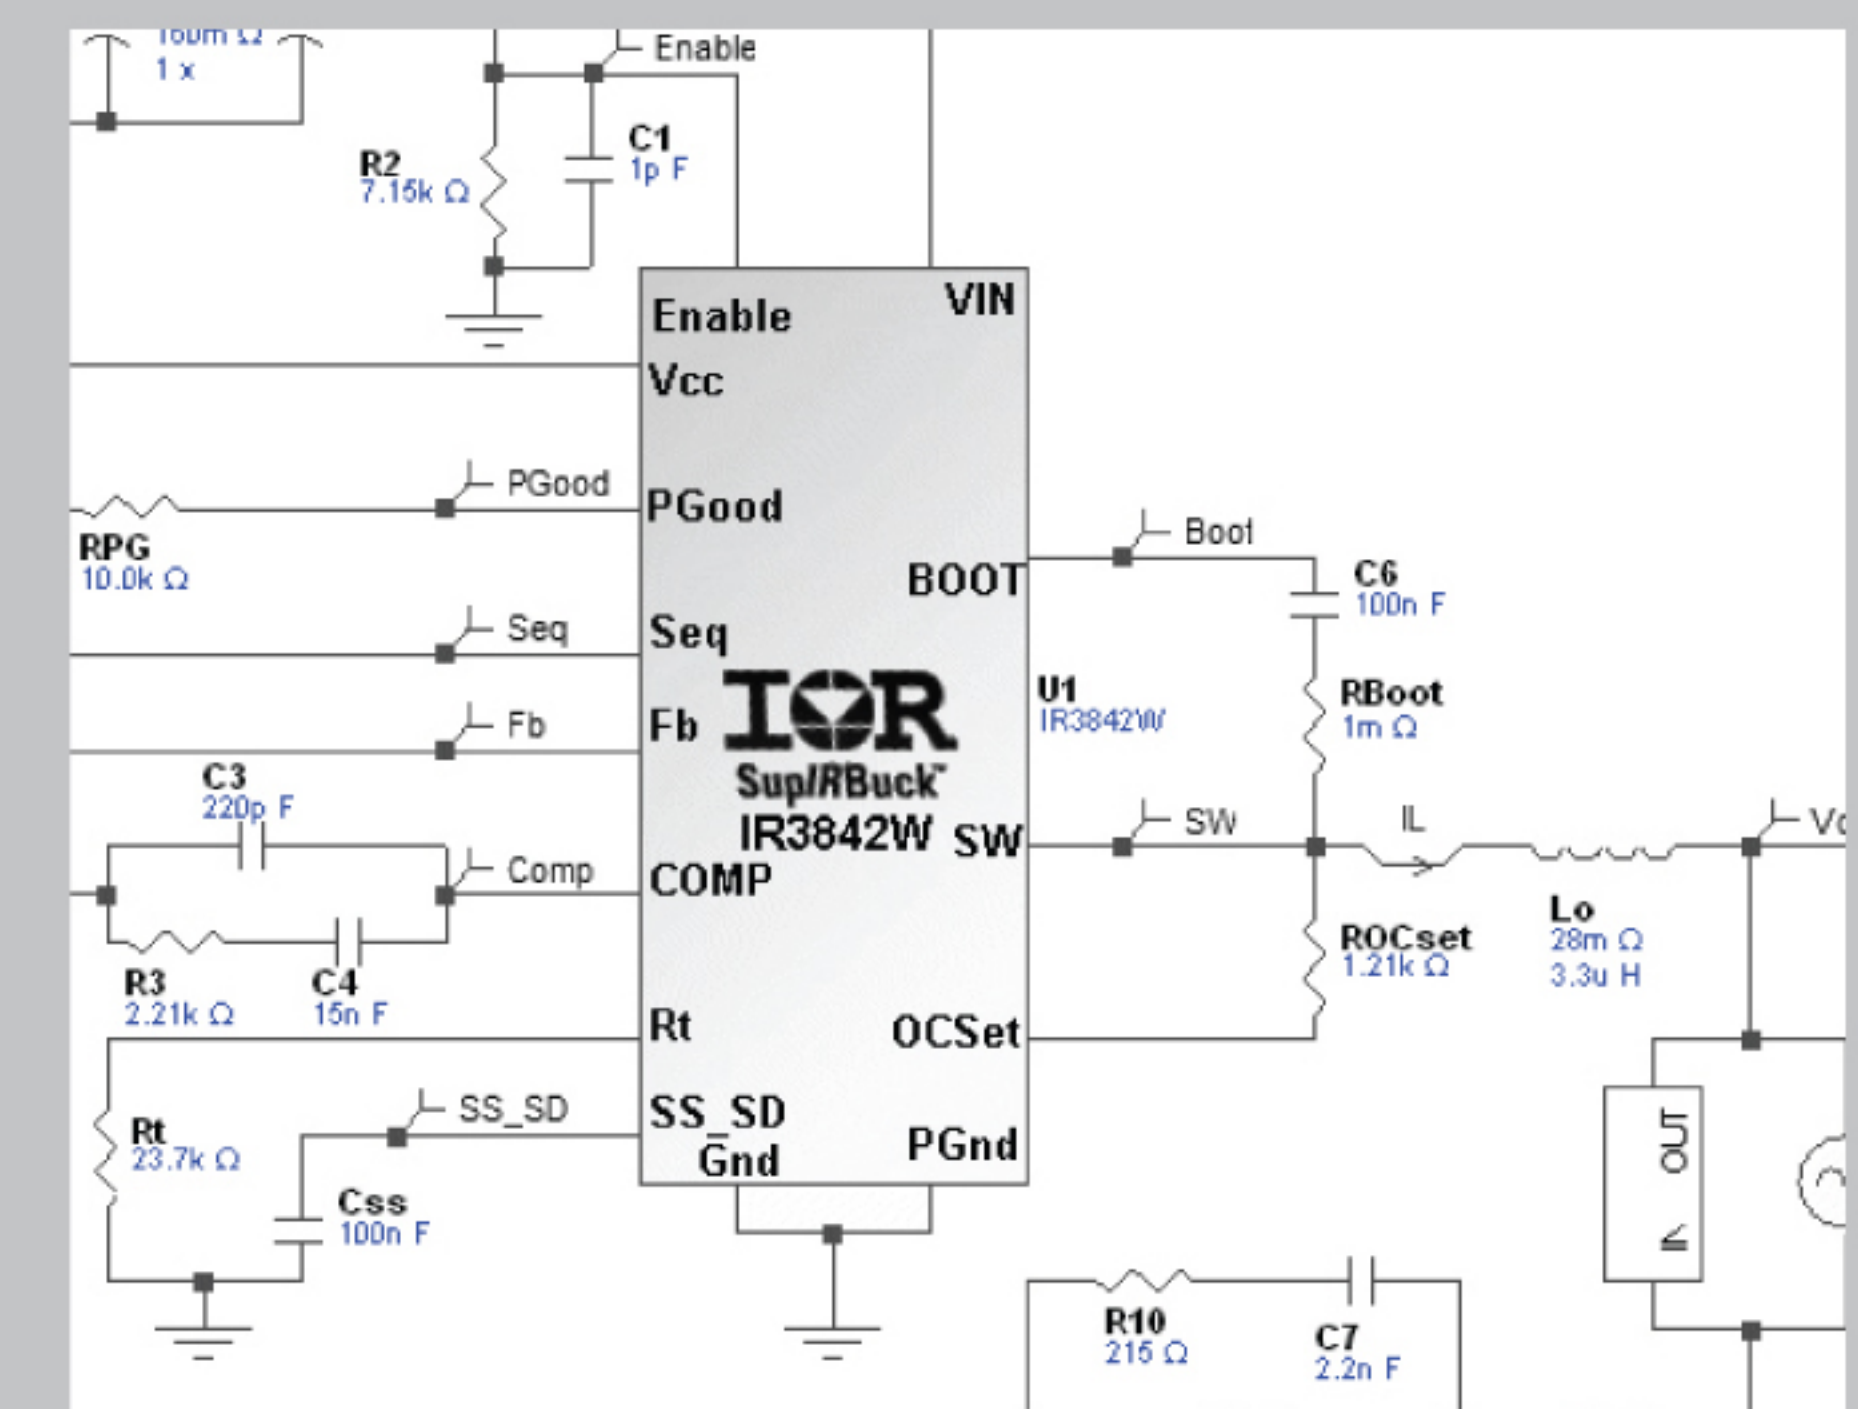 160m Ω
1 x
Enable
C1
1p F
R2
7.15k Ω
Enable
VIN
Vcc
PGood
PGood
RPG
10.0k Ω
Boot
BOOT
C6
100n F
Seq
Seq
U1
IR3842W
RBoot
1m Ω
Fb
Fb
IOR
SupIRBuck™
IR3842W
C3
220p F
SW
SW
IL
Comp
COMP
R3
2.21k Ω
C4
15n F
ROCset
1.21k Ω
Lo
28m Ω
3.3u H
Rt
OCSet
SS_SD
SS_SD
Rt
23.7k Ω
Gnd
PGnd
Css
100n F
OUT
R10
215 Ω
C7
2.2n F